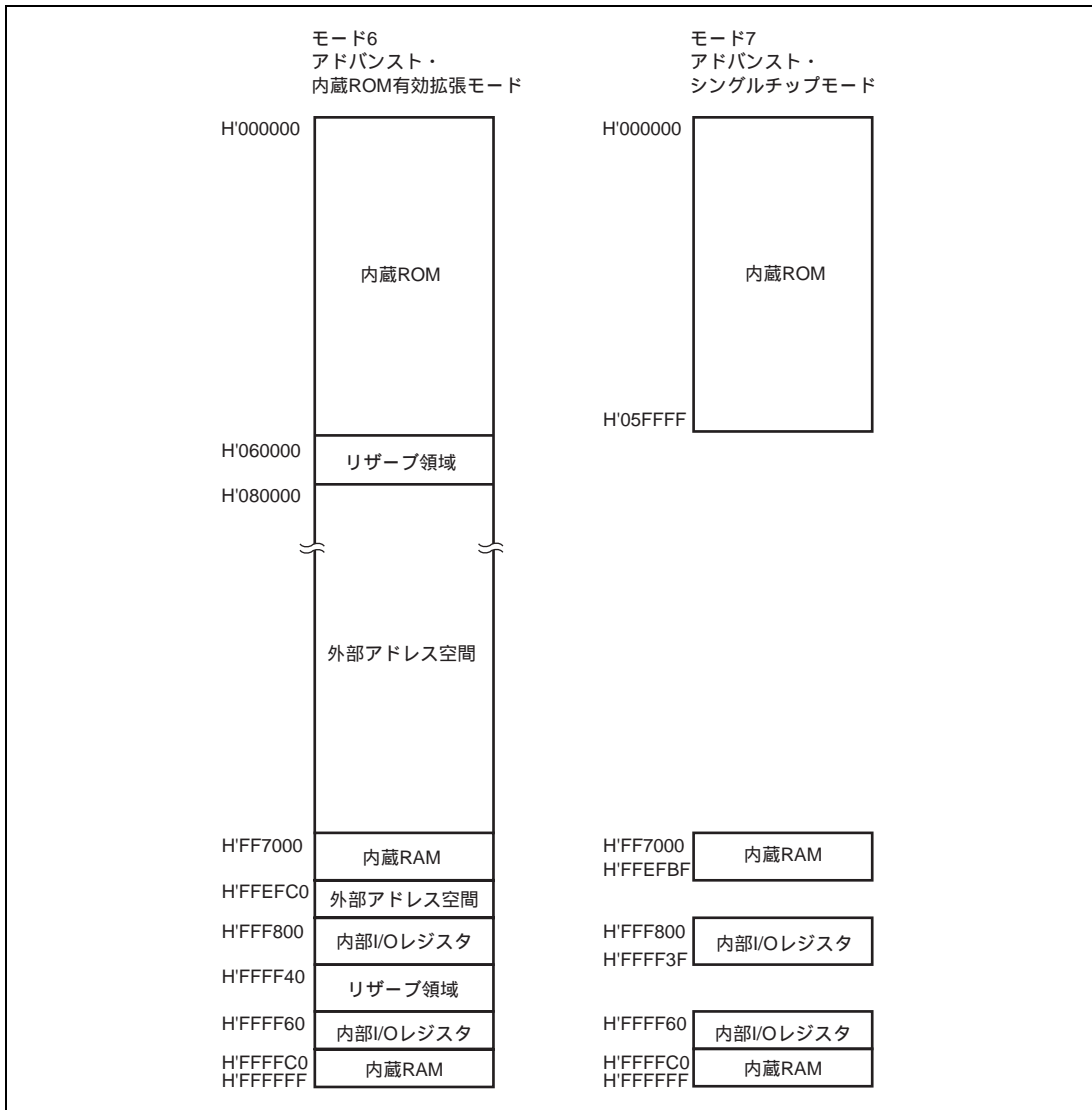 モード6
アドバンスト・
内蔵ROM有効拡張モード
H'000000
内蔵ROM
H'060000
リザーブ領域
H'080000
外部アドレス空間
H'FF7000
内蔵RAM
H'FFEFC0
外部アドレス空間
H'FFF800
内部I/Oレジスタ
H'FFFF40
リザーブ領域
H'FFFF60
内部I/Oレジスタ
H'FFFFC0
内蔵RAM
H'FFFFFF
モード7
アドバンスト・
シングルチップモード
H'000000
内蔵ROM
H'05FFFF
H'FF7000
内蔵RAM
H'FFEFBF
H'FFF800
内部I/Oレジスタ
H'FFFF3F
H'FFFF60
内部I/Oレジスタ
H'FFFFC0
内蔵RAM
H'FFFFFF